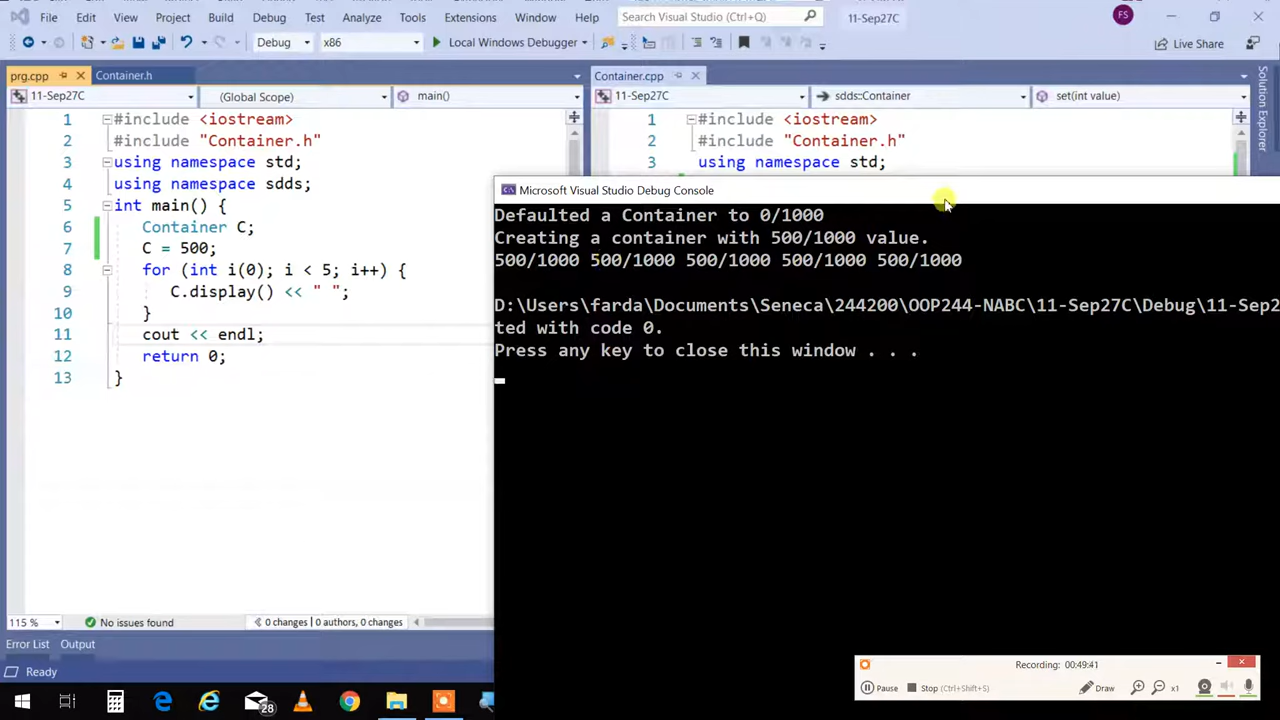 File Edit View Project Build Debug Test Analyze Tools Extensions Window Help Search Visual Studio (Ctrl+Q) 11-Sep27C FS
Debug x86 Local Windows Debugger Live Share
prg.cpp Container.h
11-Sep27C (Global Scope) main()
1 #include <iostream>
2 #include "Container.h"
3 using namespace std;
4 using namespace sdds;
5 int main() {
6 Container C;
7 C = 500;
8 for (int i(0); i < 5; i++) {
9 C.display() << " ";
10 }
11 cout << endl;
12 return 0;
13 }
115 % No issues found 0 changes | 0 authors, 0 changes
Container.cpp
11-Sep27C sdds::Container set(int value)
1 #include <iostream>
2 #include "Container.h"
3 using namespace std;
Solution Explorer
Microsoft Visual Studio Debug Console
Defaulted a Container to 0/1000
Creating a container with 500/1000 value.
500/1000 500/1000 500/1000 500/1000 500/1000
D:\Users\farda\Documents\Seneca\244200\OOP244-NABC\11-Sep27C\Debug\11-Sep2
ted with code 0.
Press any key to close this window . . .
Error List Output
Ready
Recording: 00:49:41
Pause Stop (Ctrl+Shift+S) Draw x1
28